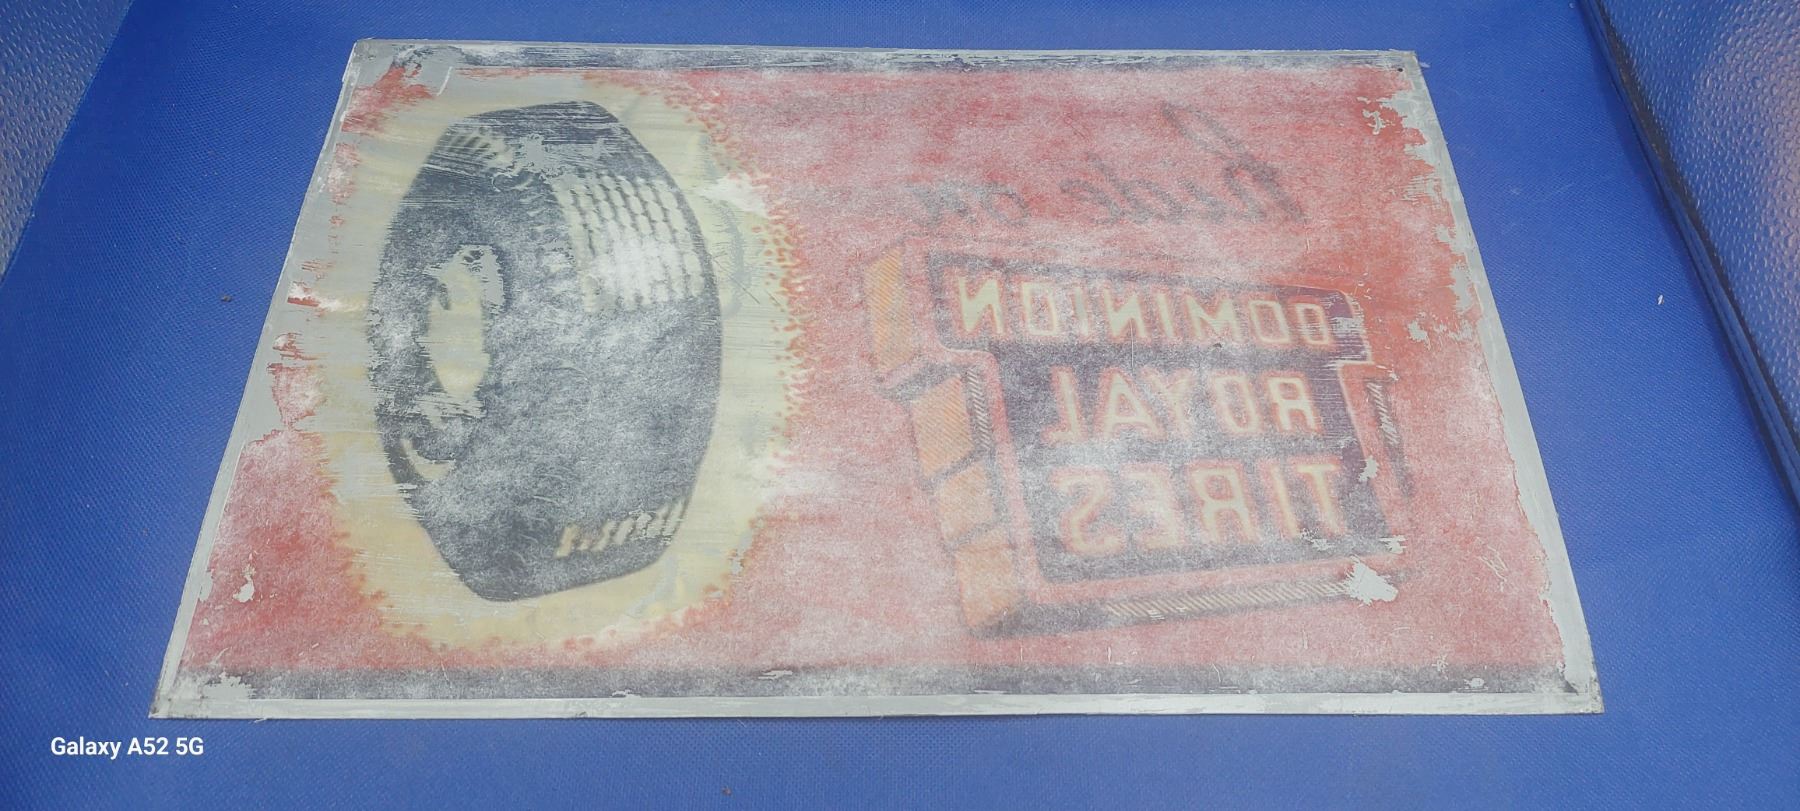 Ride on
DOMINION
ROYAL
TIRES
Galaxy A52 5G